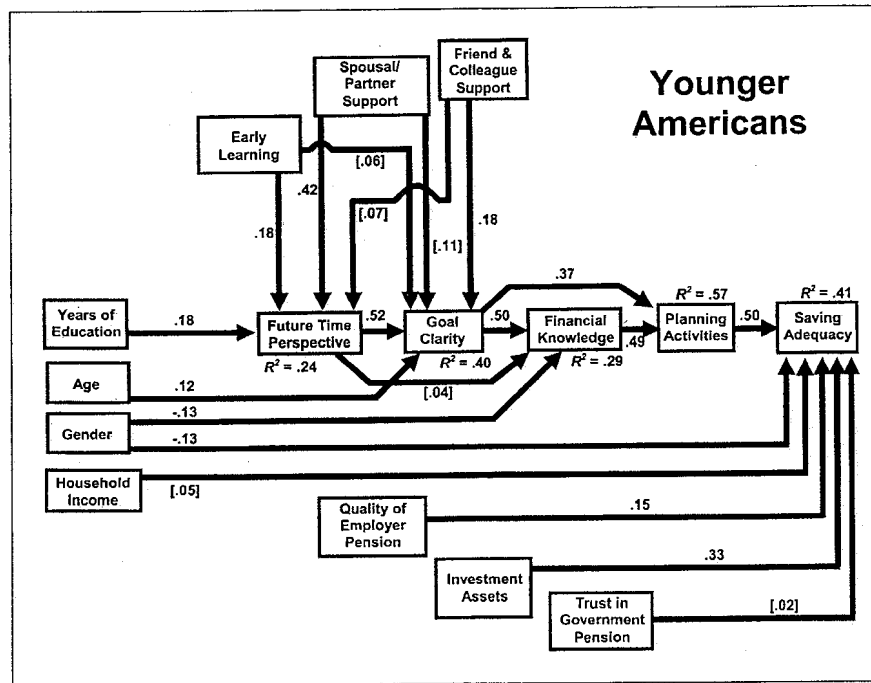 Younger
Americans
Friend &
Colleague
Support
Spousal/
Partner
Support
Early
Learning
[.06]
.42
[.07]
.18
[.11]
.18
.37
Years of
Education
.18
Future Time
Perspective
R² = .24
.52
Goal
Clarity
R² = .40
.50
Financial
Knowledge
R² = .29
.49
R² = .57
Planning
Activities
.50
R² = .41
Saving
Adequacy
Age
.12
[.04]
Gender
-.13
-.13
Household
Income
[.05]
Quality of
Employer
Pension
.15
Investment
Assets
.33
Trust in
Government
Pension
[.02]